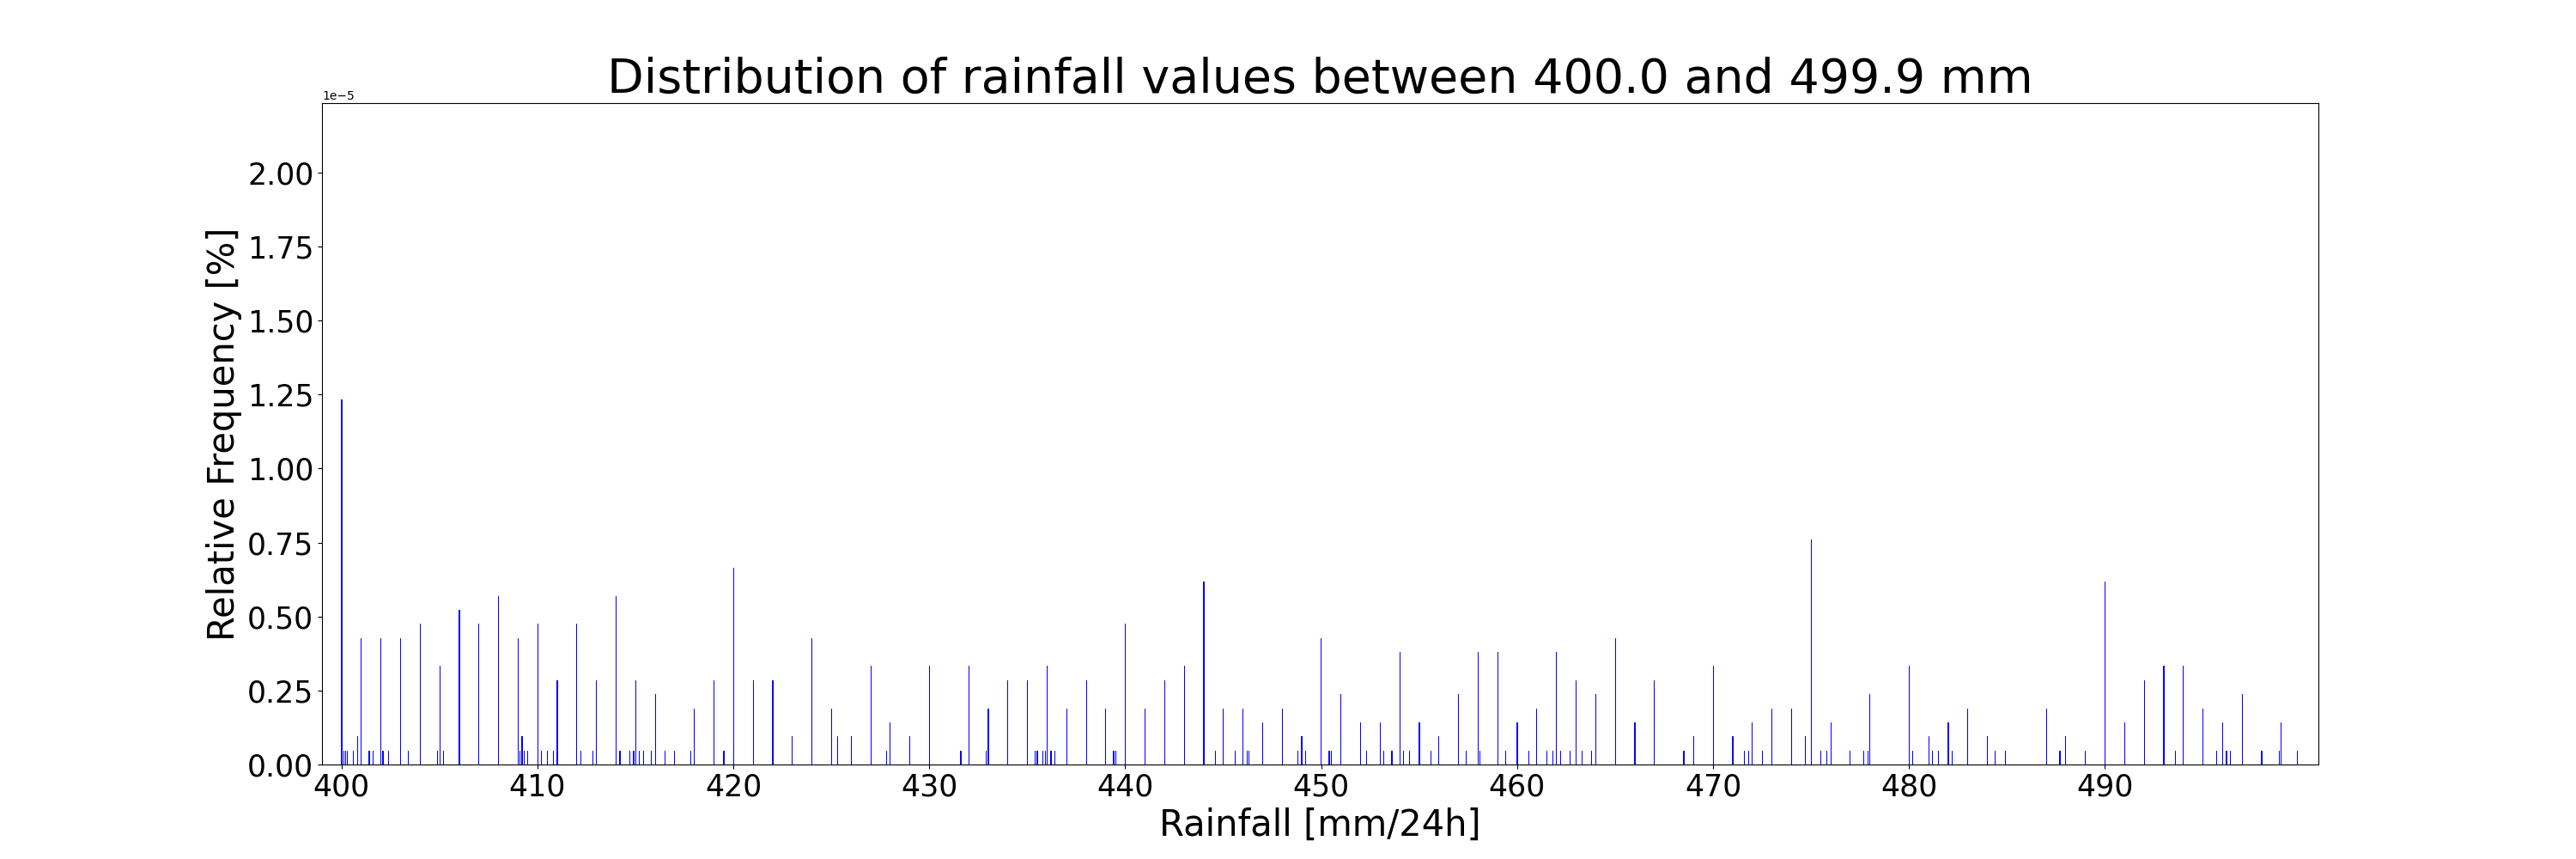 Distribution of rainfall values between 400.0 and 499.9 mm
1e−5
2.00
1.75
1.50
1.25
1.00
0.75
0.50
0.25
0.00
Relative Frequency [%]
400 410 420 430 440 450 460 470 480 490
Rainfall [mm/24h]